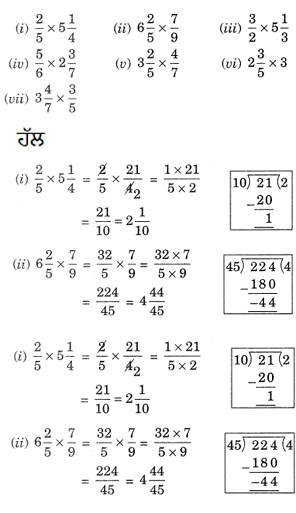 (i) 2/5 × 5 1/4 (ii) 6 2/5 × 7/9 (iii) 3/2 × 5 1/3
(iv) 5/6 × 2 3/7 (v) 3 2/5 × 4/7 (vi) 2 3/5 × 3
(vii) 3 4/7 × 3/5
ਹੱਲ
(i) 2/5 × 5 1/4 = 2/5 × 21/4 2 = 1 × 21/5 × 2
= 21/10 = 2 1/10
10) 21 (2
−20
1
(ii) 6 2/5 × 7/9 = 32/5 × 7/9 = 32 × 7/5 × 9
= 224/45 = 4 44/45
45) 224 (4
−180
−44
(i) 2/5 × 5 1/4 = 2/5 × 21/4 2 = 1 × 21/5 × 2
= 21/10 = 2 1/10
10) 21 (2
−20
1
(ii) 6 2/5 × 7/9 = 32/5 × 7/9 = 32 × 7/5 × 9
= 224/45 = 4 44/45
45) 224 (4
−180
−44